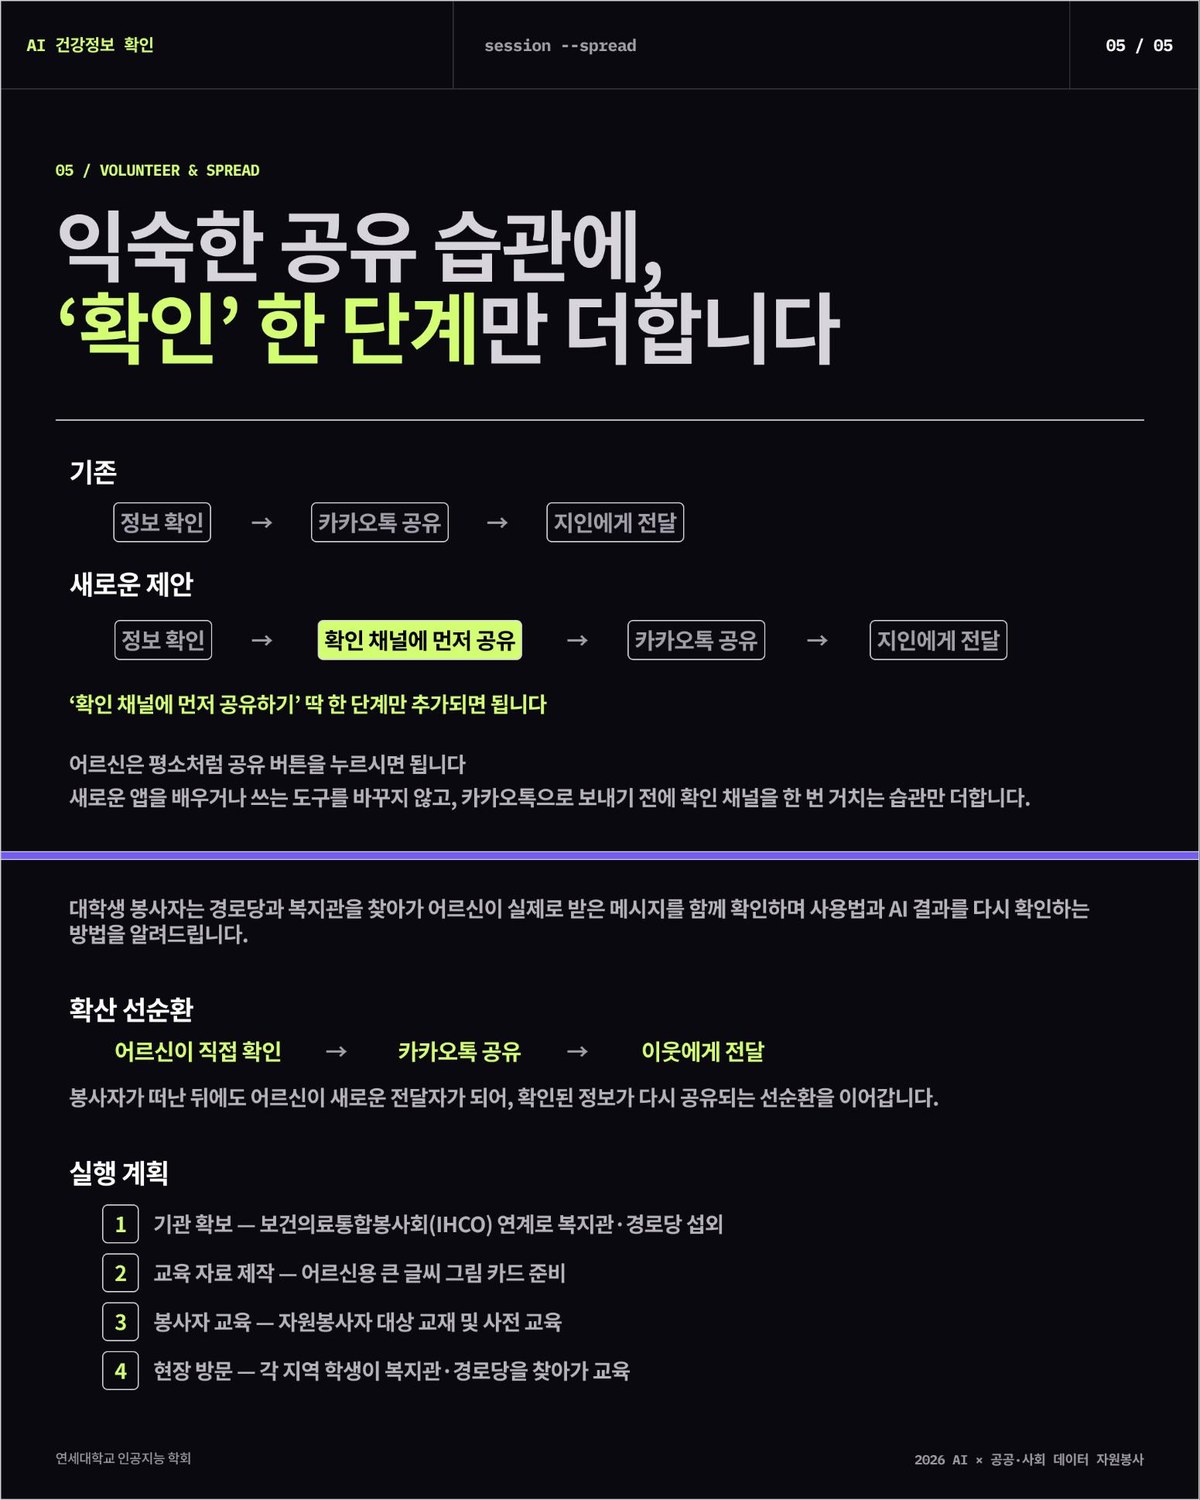 AI 건강정보 확인
session --spread
05 / 05
05 / VOLUNTEER & SPREAD
익숙한 공유 습관에,
‘확인’ 한 단계만 더합니다
기존
정보 확인 → 카카오톡 공유 → 지인에게 전달
새로운 제안
정보 확인 → 확인 채널에 먼저 공유 → 카카오톡 공유 → 지인에게 전달
‘확인 채널에 먼저 공유하기’ 딱 한 단계만 추가되면 됩니다
어르신은 평소처럼 공유 버튼을 누르시면 됩니다
새로운 앱을 배우거나 쓰는 도구를 바꾸지 않고, 카카오톡으로 보내기 전에 확인 채널을 한 번 거치는 습관만 더합니다.
대학생 봉사자는 경로당과 복지관을 찾아가 어르신이 실제로 받은 메시지를 함께 확인하며 사용법과 AI 결과를 다시 확인하는
방법을 알려드립니다.
확산 선순환
어르신이 직접 확인 → 카카오톡 공유 → 이웃에게 전달
봉사자가 떠난 뒤에도 어르신이 새로운 전달자가 되어, 확인된 정보가 다시 공유되는 선순환을 이어갑니다.
실행 계획
1 기관 확보 — 보건의료통합봉사회(IHCO) 연계로 복지관·경로당 섭외
2 교육 자료 제작 — 어르신용 큰 글씨 그림 카드 준비
3 봉사자 교육 — 자원봉사자 대상 교재 및 사전 교육
4 현장 방문 — 각 지역 학생이 복지관·경로당을 찾아가 교육
연세대학교 인공지능 학회
2026 AI × 공공·사회 데이터 자원봉사